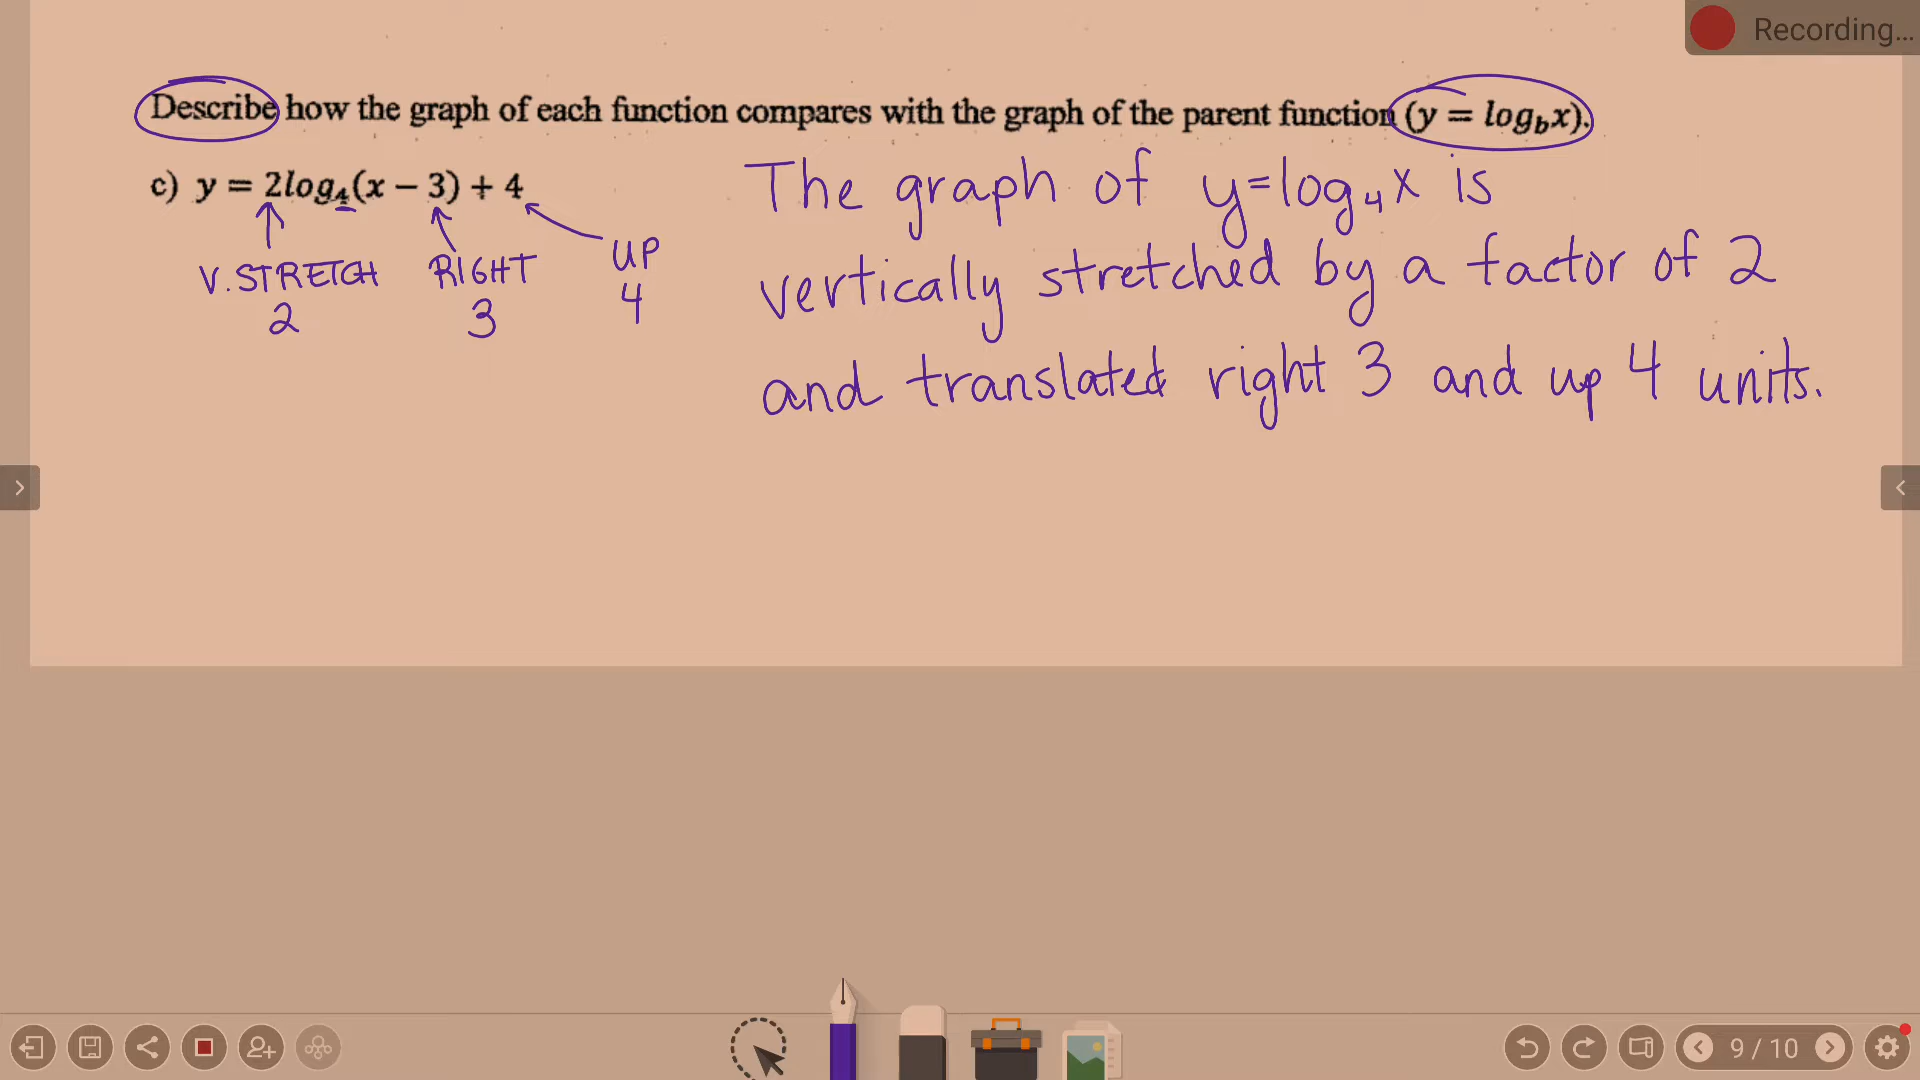 Recording...
Describe how the graph of each function compares with the graph of the parent function (y = log_b x).
c) y = 2log₄(x − 3) + 4
The graph of y=log₄x is
vertically stretched by a factor of 2
and translated right 3 and up 4 units.
V. STRETCH
2
RIGHT
3
UP
4
9 / 10